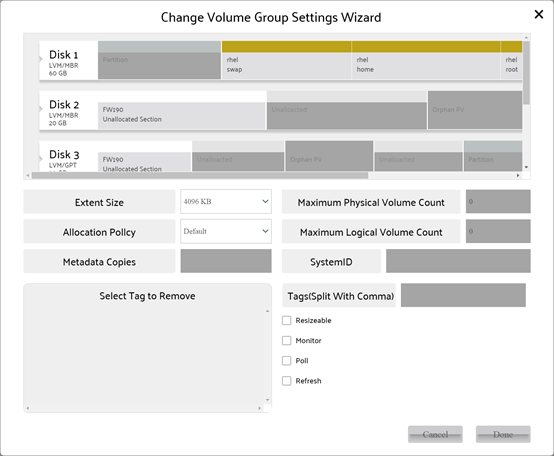 Change Volume Group Settings Wizard
Disk 1
LVM/MBR
60 GB
Partition
rhel
swap
rhel
home
rhel
root
Disk 2
LVM/MBR
20 GB
FW190
Unallocated Section
Unallocated
Orphan PV
Disk 3
LVM/GPT
FW190
Unallocated Section
Unallocated
Orphan PV
Unallocated
Partition
Extent Size
4096 KB
Maximum Physical Volume Count
0
Allocation Policy
Default
Maximum Logical Volume Count
0
Metadata Copies
SystemID
Select Tag to Remove
Tags(Split With Comma)
Resizeable
Monitor
Poll
Refresh
Cancel
Done